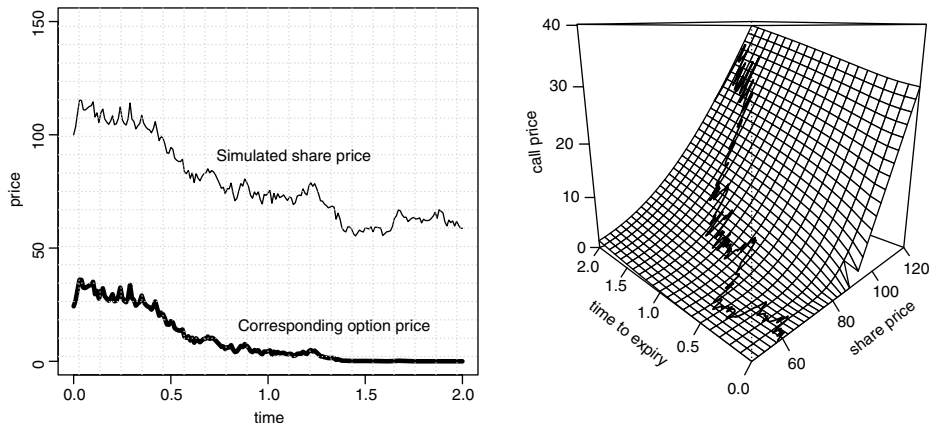 150
100
50
0
price
Simulated share price
Corresponding option price
0.0 0.5 1.0 1.5 2.0
time
40
30
20
10
0
call price
2.0
1.5
1.0
0.5
0.0
time to expiry
60
80
100
120
share price